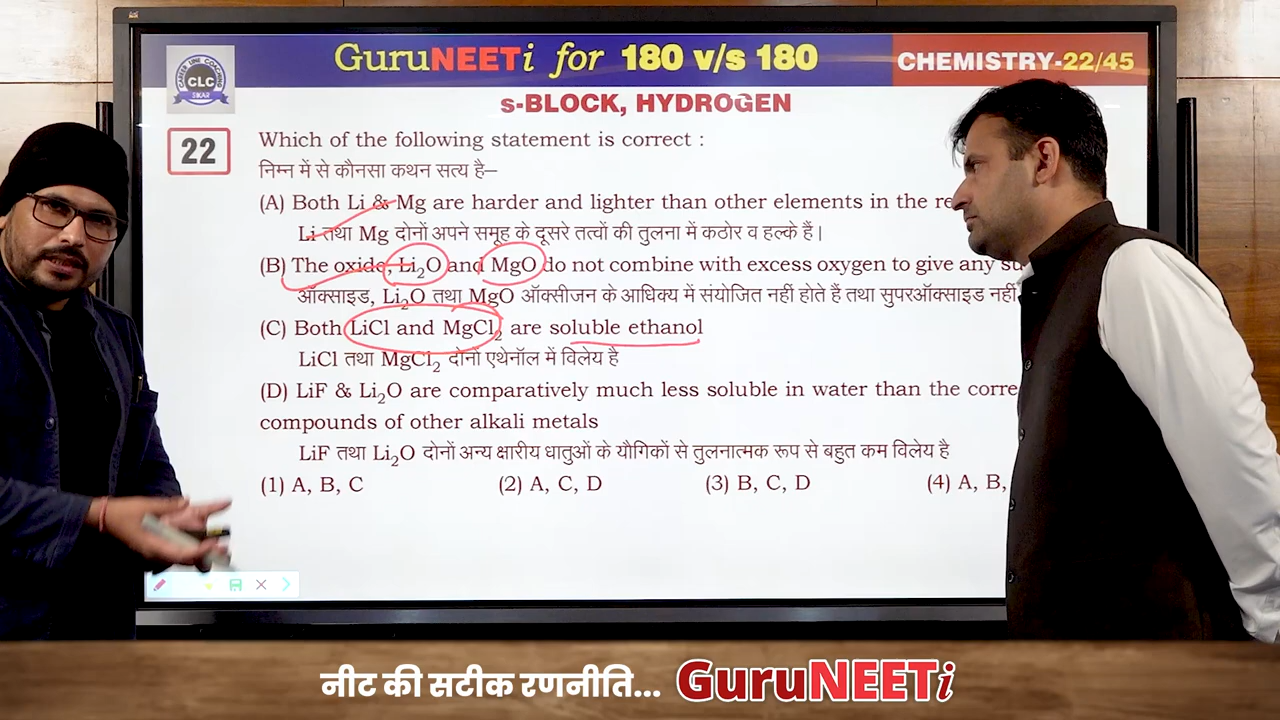 GuruNEETi for 180 v/s 180
CHEMISTRY-22/45
CLC
SIKAR
s-BLOCK, HYDROGEN
22
Which of the following statement is correct :
निम्न में से कौनसा कथन सत्य है–
(A) Both Li & Mg are harder and lighter than other elements in the
Li तथा Mg दोनों अपने समूह के दूसरे तत्वों की तुलना में कठोर व हल्के हैं।
(B) The oxide, Li₂O and MgO do not combine with excess oxygen to give any
ऑक्साइड, Li₂O तथा MgO ऑक्सीजन के आधिक्य में संयोजित नहीं होते हैं तथा सुपरऑक्साइड नहीं
(C) Both LiCl and MgCl₂ are soluble ethanol
LiCl तथा MgCl₂ दोनों एथेनॉल में विलेय है
(D) LiF & Li₂O are comparatively much less soluble in water than the
compounds of other alkali metals
LiF तथा Li₂O दोनों अन्य क्षारीय धातुओं के यौगिकों से तुलनात्मक रूप से बहुत कम विलेय है
(1) A, B, C (2) A, C, D (3) B, C, D (4) A, B,
नीट की सटीक रणनीति... GuruNEETi